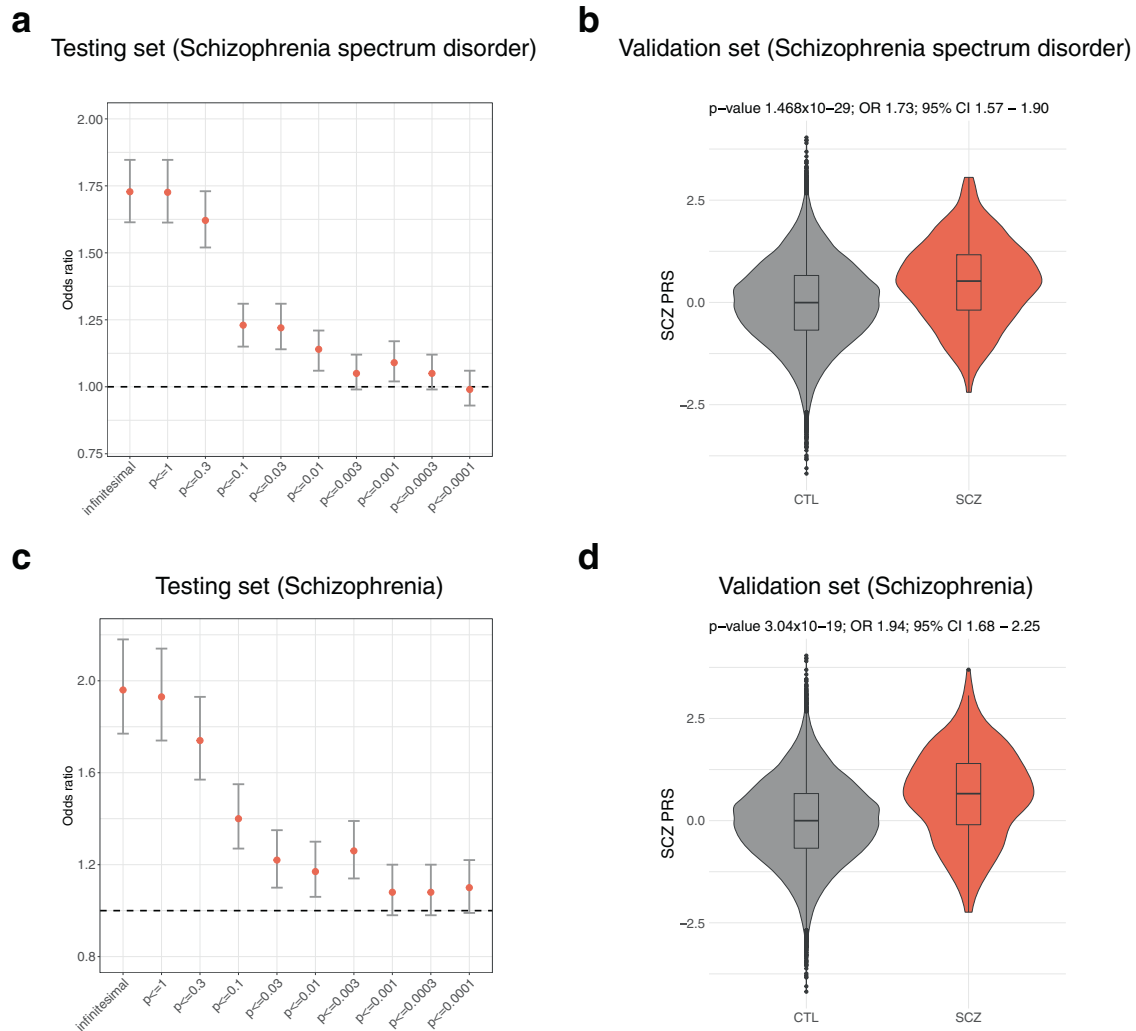 a
Testing set (Schizophrenia spectrum disorder)
2.00
1.75
1.50
1.25
1.00
0.75
Odds ratio
infinitesimal
p<=1
p<=0.3
p<=0.1
p<=0.03
p<=0.01
p<=0.003
p<=0.001
p<=0.0003
p<=0.0001
b
Validation set (Schizophrenia spectrum disorder)
p−value 1.468x10−29; OR 1.73; 95% CI 1.57 − 1.90
2.5
0.0
−2.5
SCZ PRS
CTL
SCZ
c
Testing set (Schizophrenia)
2.0
1.6
1.2
0.8
Odds ratio
infinitesimal
p<=1
p<=0.3
p<=0.1
p<=0.03
p<=0.01
p<=0.003
p<=0.001
p<=0.0003
p<=0.0001
d
Validation set (Schizophrenia)
p−value 3.04x10−19; OR 1.94; 95% CI 1.68 − 2.25
2.5
0.0
−2.5
SCZ PRS
CTL
SCZ